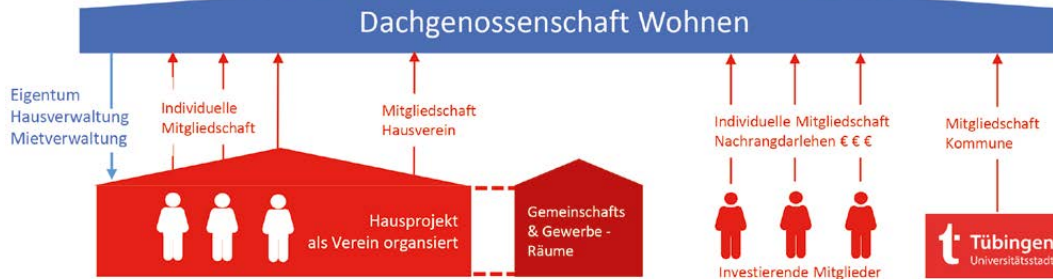 Dachgenossenschaft Wohnen
Eigentum
Hausverwaltung
Mietverwaltung
Individuelle
Mitgliedschaft
Mitgliedschaft
Hausverein
Individuelle Mitgliedschaft
Nachrangdarlehen € € €
Mitgliedschaft
Kommune
Hausprojekt
als Verein organsiert
Gemeinschafts
& Gewerbe -
Räume
Investierende Mitglieder
t Tübingen
Universitätsstadt